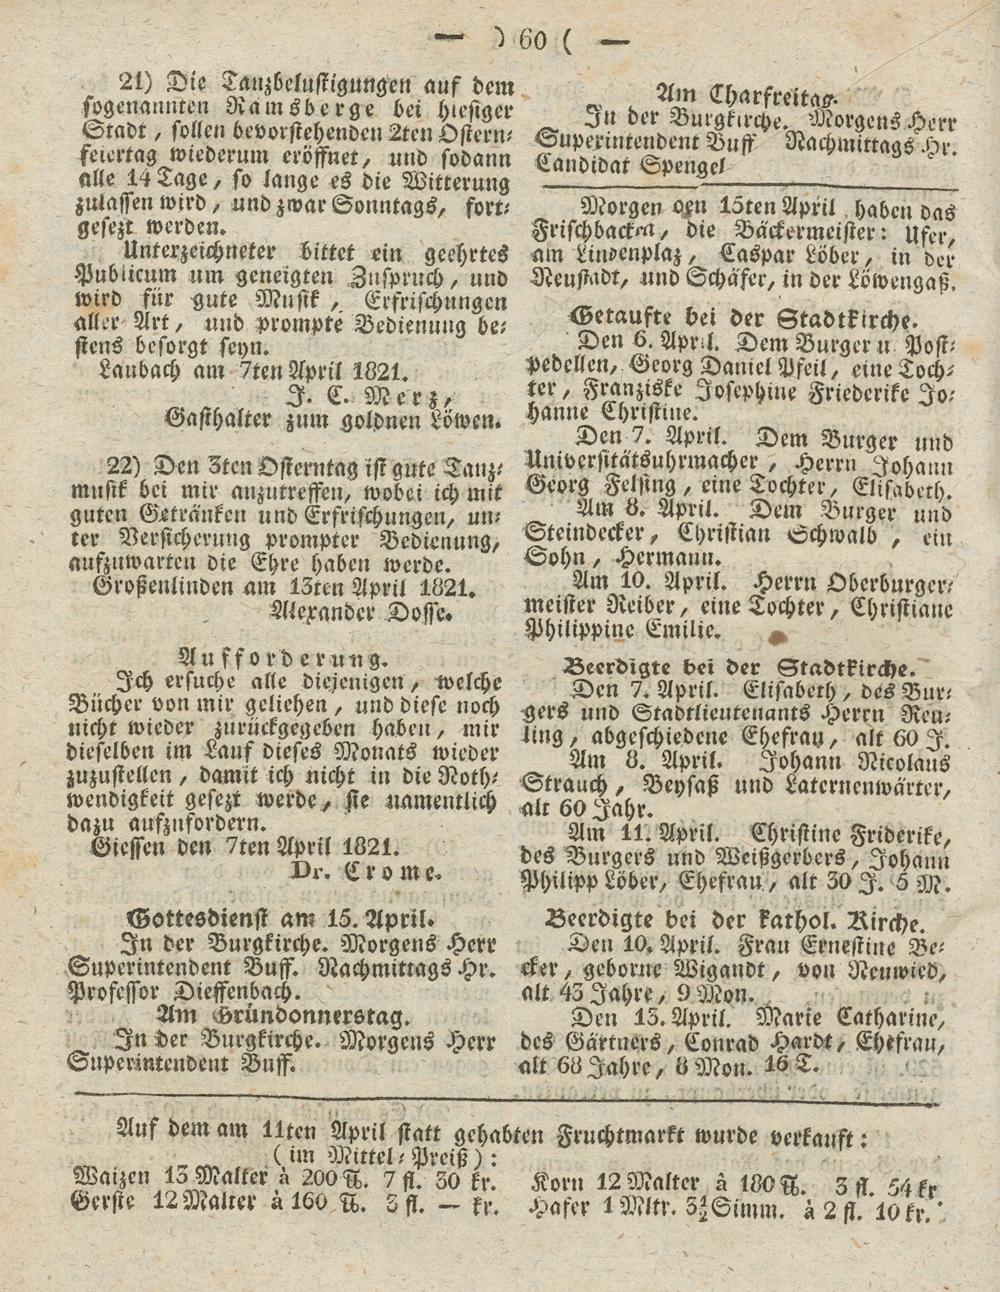 — ) 60 ( —
21) Die Tanzbelustigungen auf dem
sogenannten Ramsberge bei hiesiger
Stadt, sollen bevorstehenden 2ten Ostern-
feiertag wiederum eröffnet, und sodann
alle 14 Tage, so lange es die Witterung
zulassen wird, und zwar Sonntags, fort-
gesezt werden.
Unterzeichneter bittet ein geehrtes
Publicum um geneigten Zuspruch, und
wird für gute Musik, Erfrischungen
aller Art, und prompte Bedienung be-
stens besorgt seyn.
Laubach am 7ten April 1821.
J. C. Merz,
Gasthalter zum goldnen Löwen.
22) Den 3ten Osterntag ist gute Tanz-
musik bei mir anzutreffen, wobei ich mit
guten Getränken und Erfrischungen, un-
ter Versicherung prompter Bedienung,
aufzuwarten die Ehre haben werde.
Großenlinden am 13ten April 1821.
Alexander Dosse.
Aufforderung.
Ich ersuche alle diejenigen, welche
Bücher von mir geliehen, und diese noch
nicht wieder zurückgegeben haben, mir
dieselben im Lauf dieses Monats wieder
zuzustellen, damit ich nicht in die Noth-
wendigkeit gesezt werde, sie namentlich
dazu aufzufordern.
Giessen den 7ten April 1821.
Dr. Crome.
Gottesdienst am 15. April.
In der Burgkirche. Morgens Herr
Superintendent Buff. Nachmittags Hr.
Professor Dieffenbach.
Am Gründonnerstag.
In der Burgkirche. Morgens Herr
Superintendent Buff.
Am Charfreitag.
In der Burgkirche. Morgens Herr
Superintendent Buff Nachmittags Hr.
Candidat Spengel
Morgen den 15ten April haben das
Frischbacken, die Bäckermeister: Ufer,
am Lindenplaz, Caspar Löber, in der
Neustadt, und Schäfer, in der Löwengaß.
Getaufte bei der Stadtkirche.
Den 6. April. Dem Burger u. Post-
pedellen, Georg Daniel Pfeil, eine Toch-
ter, Franziske Josephine Friederike Jo-
hanne Christine.
Den 7. April. Dem Burger und
Universitätsuhrmacher, Herrn Johann
Georg Felsing, eine Tochter, Elisabeth.
Am 8. April. Dem Burger und
Steindecker, Christian Schwalb, ein
Sohn, Hermann.
Am 10. April. Herrn Oberburger-
meister Reiber, eine Tochter, Christiane
Philippine Emilie.
Beerdigte bei der Stadtkirche.
Den 7. April. Elisabeth, des Bur-
gers und Stadtlieutenants Herrn Reu-
ling, abgeschiedene Ehefrau, alt 60 J.
Am 8. April. Johann Nicolaus
Strauch, Beysaß und Laternenwärter,
alt 60 Jahr.
Am 11. April. Christine Friderike,
des Burgers und Weißgerbers, Johann
Philipp Löber, Ehefrau, alt 30 J. 5 M.
Beerdigte bei der kathol. Kirche.
Den 10. April. Frau Ernestine Be-
cker, geborne Wigandt, von Neuwied,
alt 43 Jahre, 9 Mon.
Den 13. April. Marie Catharine,
des Gärtners, Conrad Hardt, Ehefrau,
alt 68 Jahre, 8 Mon. 16 T.
Auf dem am 11ten April statt gehabten Fruchtmarkt wurde verkauft:
(im Mittel-Preiß):
Waizen 13 Malter à 200 ℔. 7 fl. 30 kr. Korn 12 Malter à 180 ℔. 3 fl. 54 kr
Gerste 12 Malter à 160 ℔. 3 fl. — kr. Hafer 1 Mltr. 3½ Simm. à 2 fl. 10 kr.